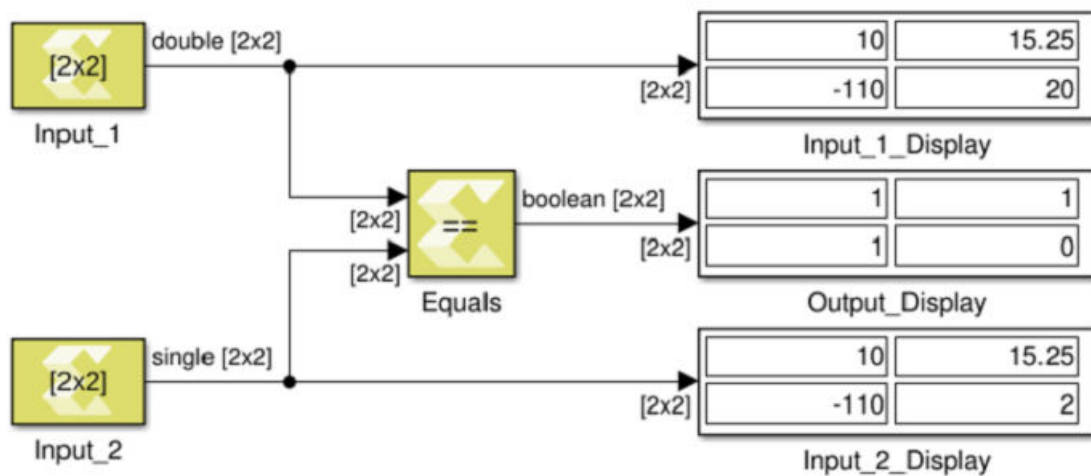 double [2x2]
[2x2]
Input_1
[2x2]
10
15.25
-110
20
Input_1_Display
[2x2]
[2x2]
==
Equals
boolean [2x2]
[2x2]
1
1
1
0
Output_Display
single [2x2]
[2x2]
Input_2
[2x2]
10
15.25
-110
2
Input_2_Display